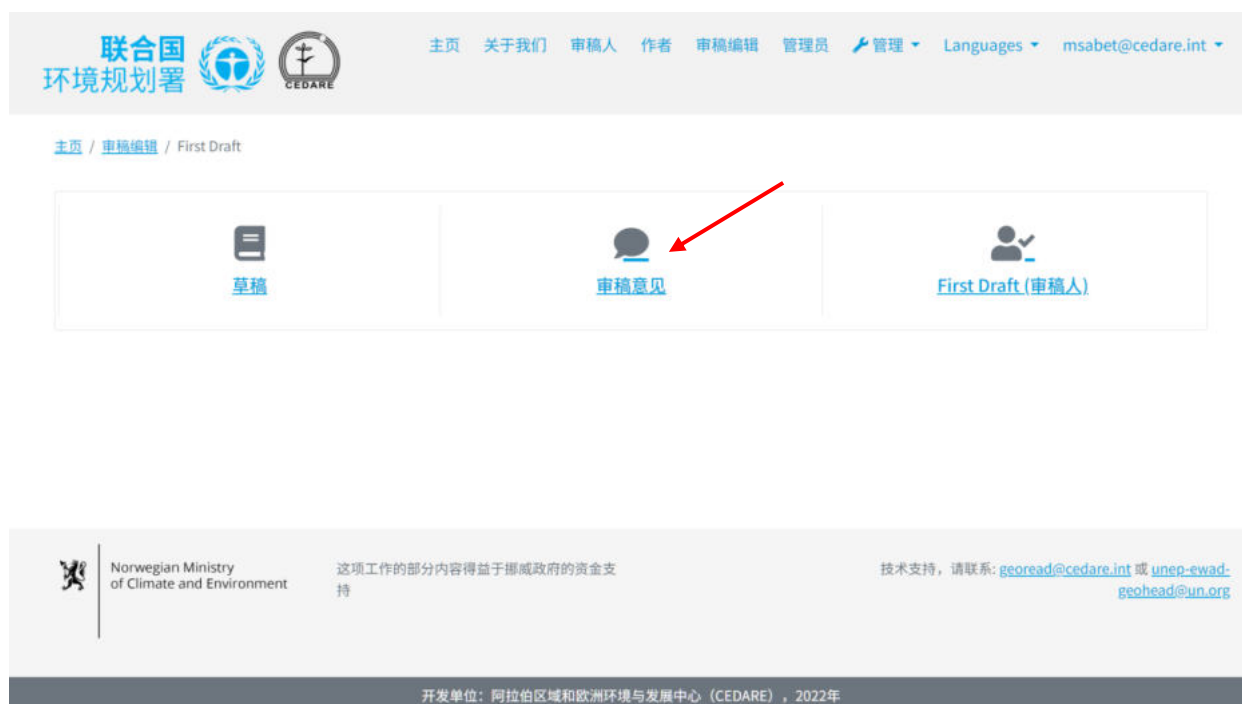 联合国
环境规划署
CEDARE
主页 关于我们 审稿人 作者 审稿编辑 管理员 管理 Languages msabet@cedare.int
主页 / 审稿编辑 / First Draft
草稿
审稿意见
First Draft (审稿人)
Norwegian Ministry
of Climate and Environment
这项工作的部分内容得益于挪威政府的资金支
持
技术支持，请联系: georead@cedare.int 或 unep-ewad-
geohead@un.org
开发单位：阿拉伯区域和欧洲环境与发展中心（CEDARE），2022年